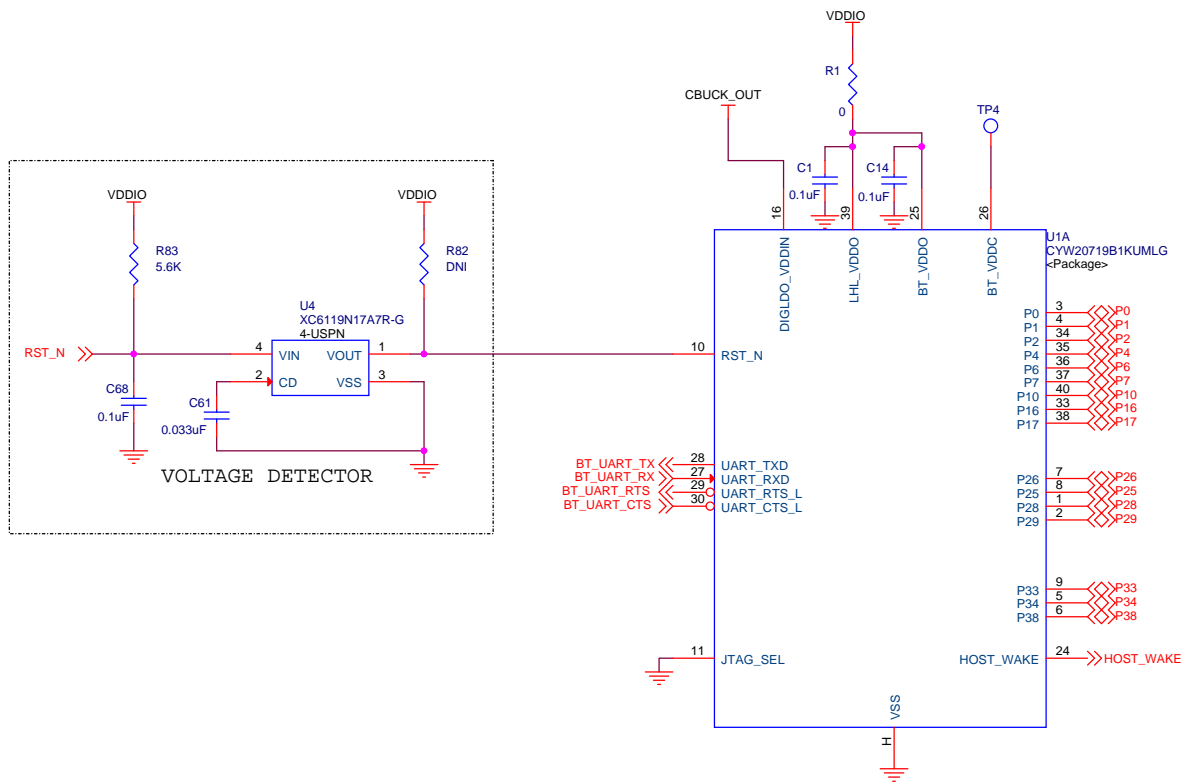 VDDIO
R1
0
CBUCK_OUT
TP4
C1
0.1uF
C14
0.1uF
16
39
25
26
DIGLDO_VDDIN
LHL_VDDO
BT_VDDO
BT_VDDC
U1A
CYW20719B1KUMLG
<Package>
VDDIO
VDDIO
R83
5.6K
R82
DNI
U4
XC6119N17A7R-G
4-USPN
RST_N
4
VIN
VOUT
1
2
CD
VSS
3
C68
0.1uF
C61
0.033uF
VOLTAGE DETECTOR
10
RST_N
P0 3 P0
P1 4 P1
P2 34 P2
P4 35 P4
P6 36 P6
P7 37 P7
P10 40 P10
P16 33 P16
P17 38 P17
BT_UART_TX 28 UART_TXD
BT_UART_RX 27 UART_RXD
BT_UART_RTS 29 UART_RTS_L
BT_UART_CTS 30 UART_CTS_L
P26 7 P26
P25 8 P25
P28 1 P28
P29 2 P29
P33 9 P33
P34 5 P34
P38 6 P38
11 JTAG_SEL
HOST_WAKE 24 HOST_WAKE
VSS
H